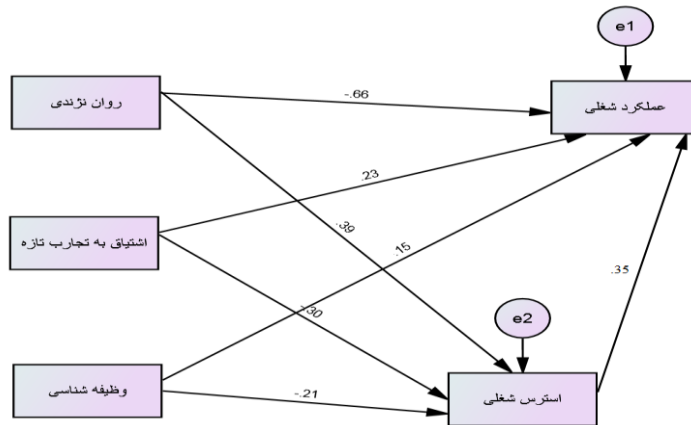 e1
روان نژندی
-.66
عملکرد شغلی
.23
اشتیاق به تجارب تازه
.39
.15
.35
-.30
e2
وظیفه شناسی
-.21
استرس شغلی